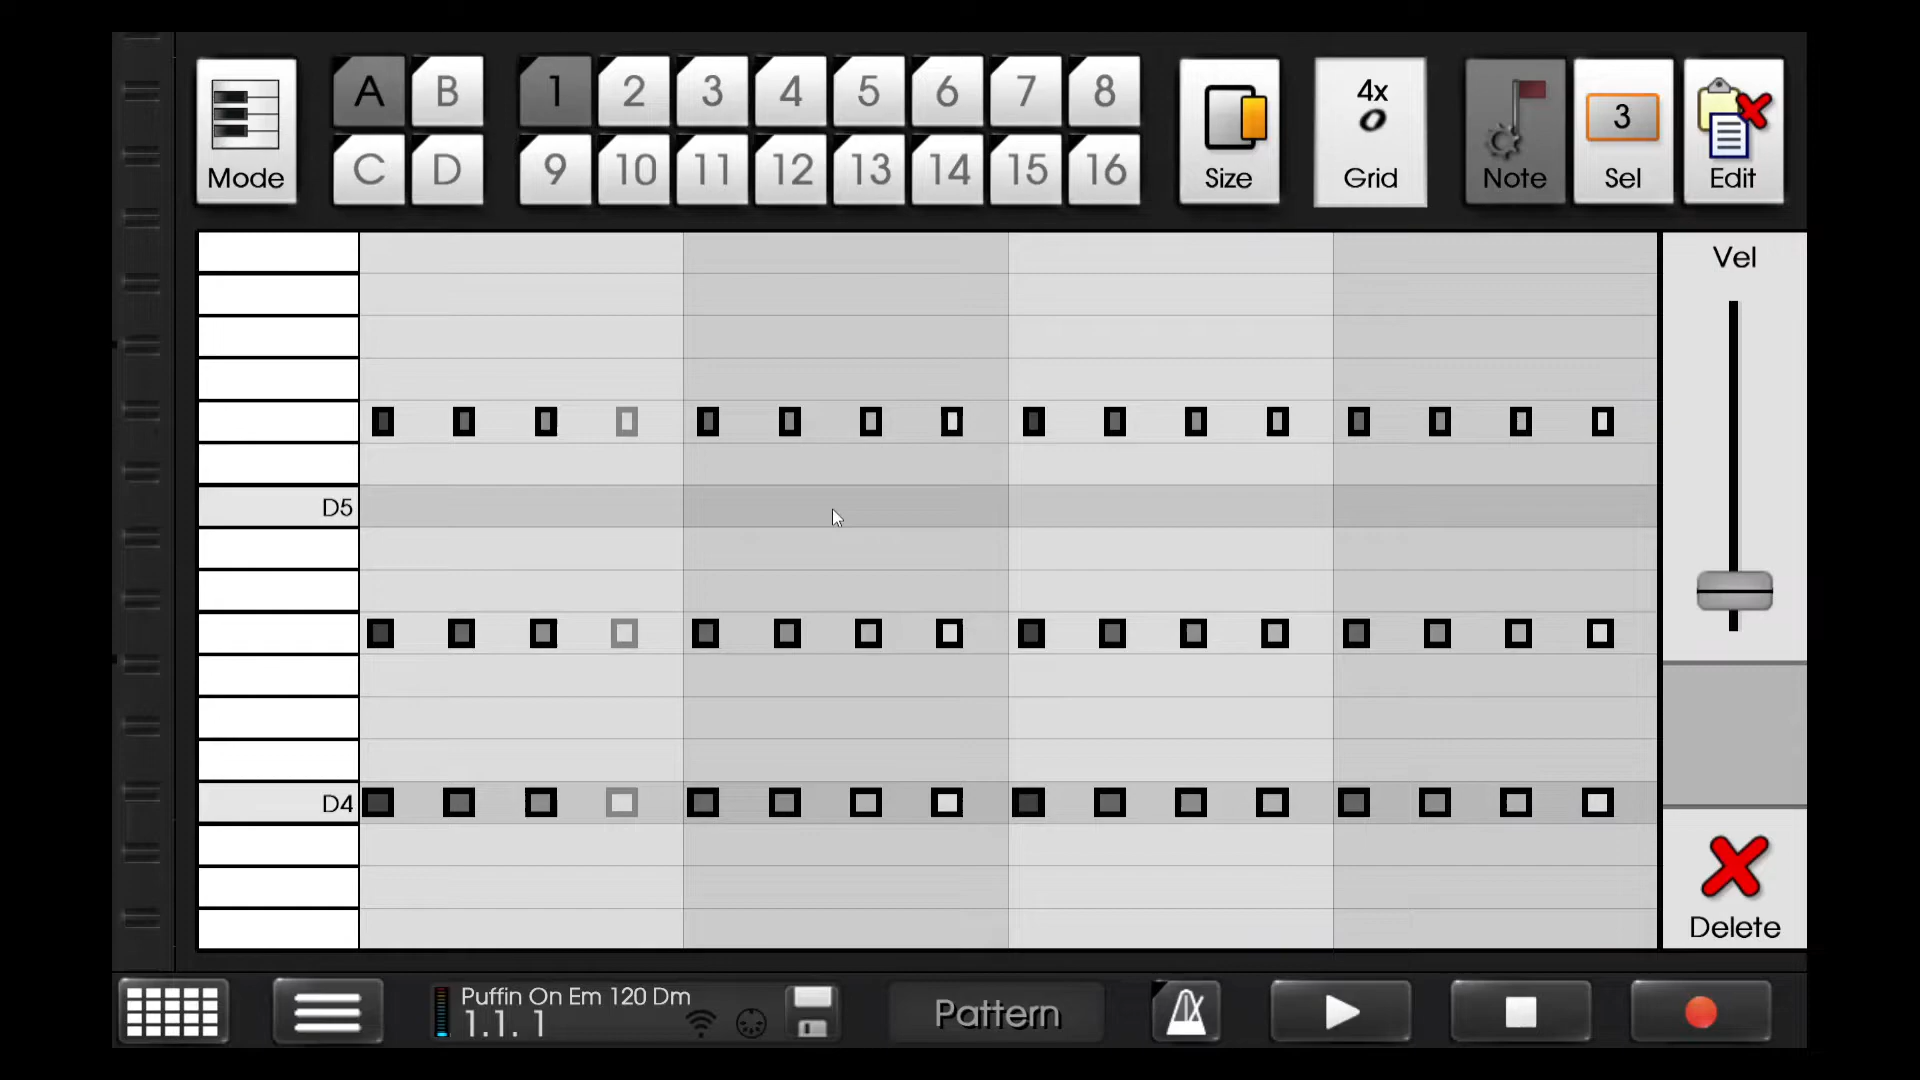 Mode
A B
C D
1 2 3 4 5 6 7 8
9 10 11 12 13 14 15 16
Size
4x
Grid
Note
3
Sel
Edit
Vel
D5
D4
Delete
Puffin On Em 120 Dm
1.1. 1
Pattern